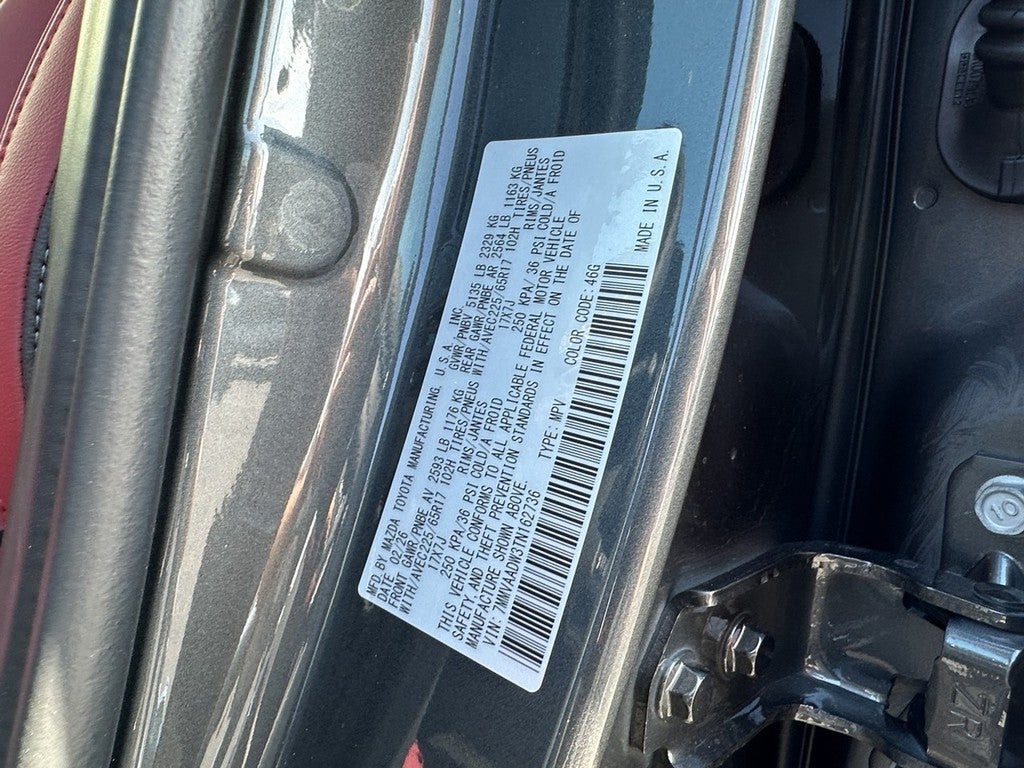 MFD BY MAZDA TOYOTA MANUFACTURING, U.S.A. INC.
DATE 02-26 GVWR/PNBV 5135 LB 2329 KG
FRONT GAWR/PNBE AV 2593 LB 1176 KG REAR GAWR/PNBE AR 2564 LB 1163 KG
WITH/AVEC225/65R17 102H TIRES/PNEUS WITH/AVEC225/65R17 102H TIRES/PNEUS
17X7J RIMS/JANTES 17X7J RIMS/JANTES
250 KPA/36 PSI COLD/A FROID 250 KPA/36 PSI COLD/A FROID
THIS VEHICLE CONFORMS TO ALL APPLICABLE FEDERAL MOTOR VEHICLE
SAFETY,AND THEFT PREVENTION STANDARDS IN EFFECT ON THE DATE OF
MANUFACTURE SHOWN ABOVE.
VIN: 7MMVAADW37N162736 TYPE: MPV COLOR CODE:46G MADE IN U.S.A.
10